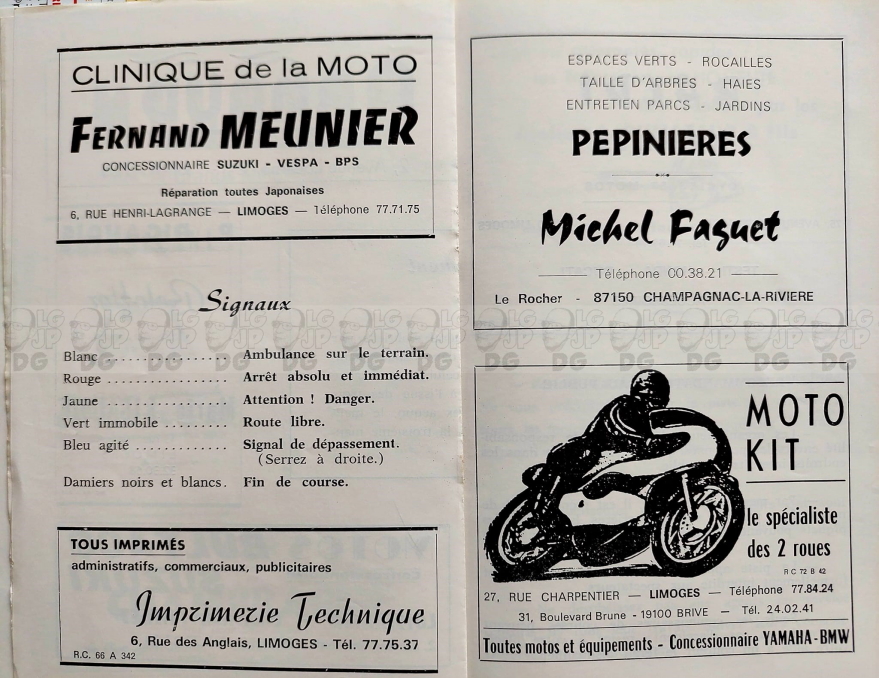 CLINIQUE de la MOTO
FERNAND MEUNIER
CONCESSIONNAIRE SUZUKI - VESPA - BPS
Réparation toutes Japonaises
6, RUE HENRI-LAGRANGE — LIMOGES — Téléphone 77.71.75
Signaux
Blanc ................ Ambulance sur le terrain.
Rouge ................ Arrêt absolu et immédiat.
Jaune ................ Attention ! Danger.
Vert immobile ......... Route libre.
Bleu agité ............. Signal de dépassement.
(Serrez à droite.)
Damiers noirs et blancs. Fin de course.
TOUS IMPRIMÉS
administratifs, commerciaux, publicitaires
Imprimerie Technique
6, Rue des Anglais, LIMOGES - Tél. 77.75.37
R.C. 66 A 342
ESPACES VERTS - ROCAILLES
TAILLE D'ARBRES - HAIES
ENTRETIEN PARCS - JARDINS
PEPINIERES
Michel Faguet
Téléphone 00.38.21
Le Rocher - 87150 CHAMPAGNAC-LA-RIVIERE
MOTO
KIT
le spécialiste
des 2 roues
RC 72 B 42
27, RUE CHARPENTIER — LIMOGES — Téléphone 77.84.24
31, Boulevard Brune - 19100 BRIVE — Tél. 24.02.41
Toutes motos et équipements - Concessionnaire YAMAHA-BMW